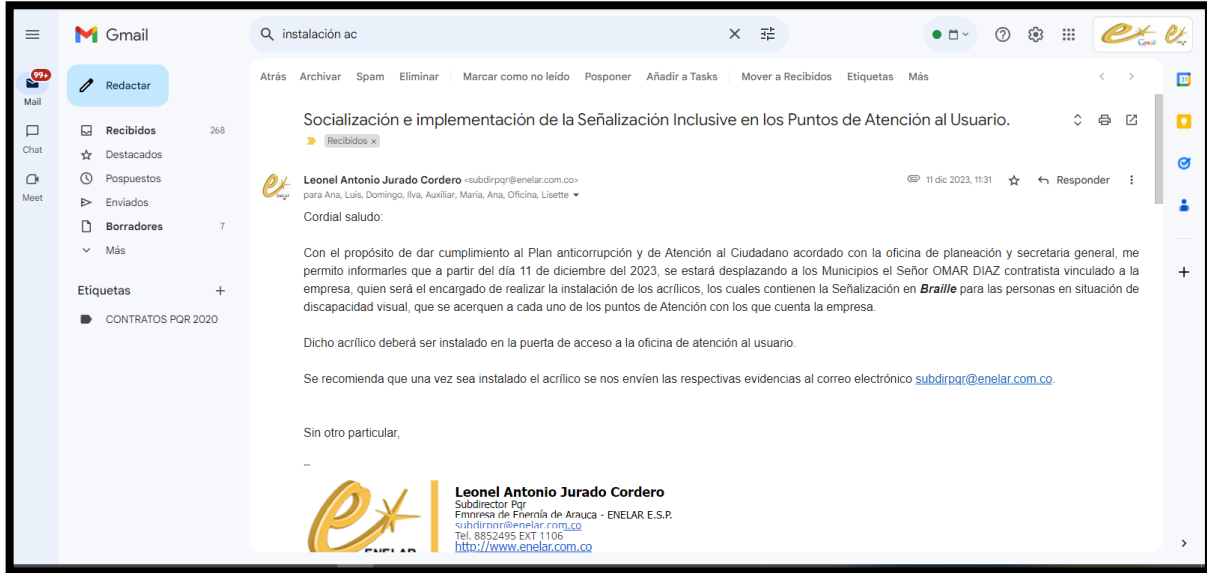 Gmail
instalación ac
Gmail
99+
Mail
Chat
Meet
Redactar
Recibidos 268
Destacados
Pospuestos
Enviados
Borradores 7
Más
Etiquetas
CONTRATOS PQR 2020
Atrás Archivar Spam Eliminar Marcar como no leído Posponer Añadir a Tasks Mover a Recibidos Etiquetas Más
Socialización e implementación de la Señalización Inclusive en los Puntos de Atención al Usuario.
Recibidos x
Leonel Antonio Jurado Cordero <subdirpqr@enelar.com.co> 11 dic 2023, 11:31 Responder
para Ana, Luis, Domingo, Ilva, Auxiliar, María, Ana, Oficina, Lisette
Cordial saludo:
Con el propósito de dar cumplimiento al Plan anticorrupción y de Atención al Ciudadano acordado con la oficina de planeación y secretaria general, me
permito informarles que a partir del día 11 de diciembre del 2023, se estará desplazando a los Municipios el Señor OMAR DIAZ contratista vinculado a la
empresa, quien será el encargado de realizar la instalación de los acrílicos, los cuales contienen la Señalización en Braille para las personas en situación de
discapacidad visual, que se acerquen a cada uno de los puntos de Atención con los que cuenta la empresa.
Dicho acrílico deberá ser instalado en la puerta de acceso a la oficina de atención al usuario.
Se recomienda que una vez sea instalado el acrílico se nos envíen las respectivas evidencias al correo electrónico subdirpqr@enelar.com.co.
Sin otro particular,
--
ENELAR
Leonel Antonio Jurado Cordero
Subdirector Pqr
Empresa de Energía de Arauca - ENELAR E.S.P.
subdirpqr@enelar.com.co
Tel. 8852495 EXT 1106
http://www.enelar.com.co
31